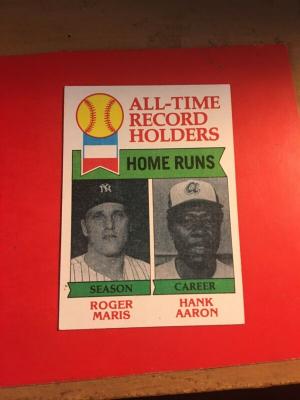 ALL-TIME
RECORD
HOLDERS
HOME RUNS
SEASON
CAREER
ROGER
MARIS
HANK
AARON